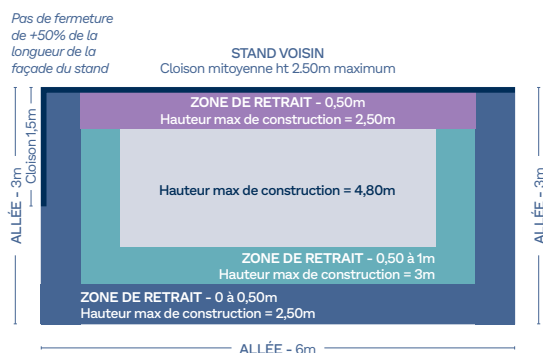 Pas de fermeture
de +50% de la
longueur de la
façade du stand
STAND VOISIN
Cloison mitoyenne ht 2.50m maximum
ZONE DE RETRAIT - 0,50m
Hauteur max de construction = 2,50m
Cloison 1,5m
ALLÉE - 3m
Hauteur max de construction = 4,80m
ALLÉE - 3m
ZONE DE RETRAIT - 0,50 à 1m
Hauteur max de construction = 3m
ZONE DE RETRAIT - 0 à 0,50m
Hauteur max de construction = 2,50m
ALLÉE - 6m